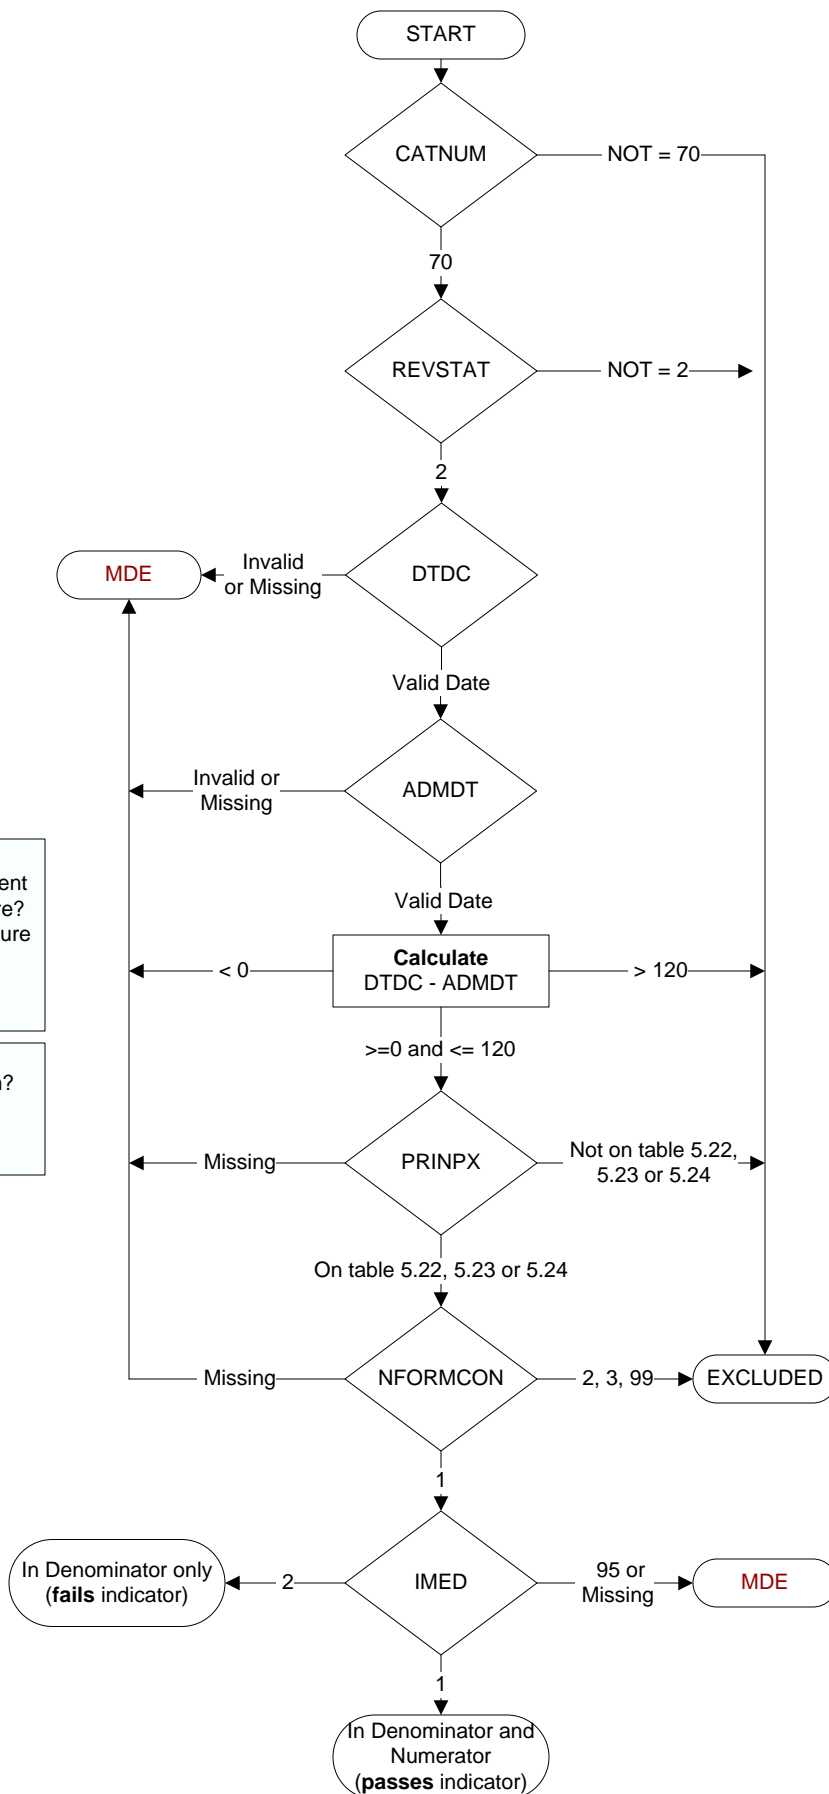 START
CATNUM
NOT = 70
70
REVSTAT
NOT = 2
2
MDE
Invalid
or Missing
DTDC
Valid Date
Invalid or
Missing
ADMDT
Valid Date
< 0
Calculate
DTDC - ADMDT
> 120
>=0 and <= 120
Missing
PRINPX
Not on table 5.22,
5.23 or 5.24
On table 5.22, 5.23 or 5.24
Missing
NFORMCON
2, 3, 99
EXCLUDED
1
In Denominator only
(fails indicator)
2
IMED
95 or
Missing
MDE
1
In Denominator and
Numerator
(passes indicator)